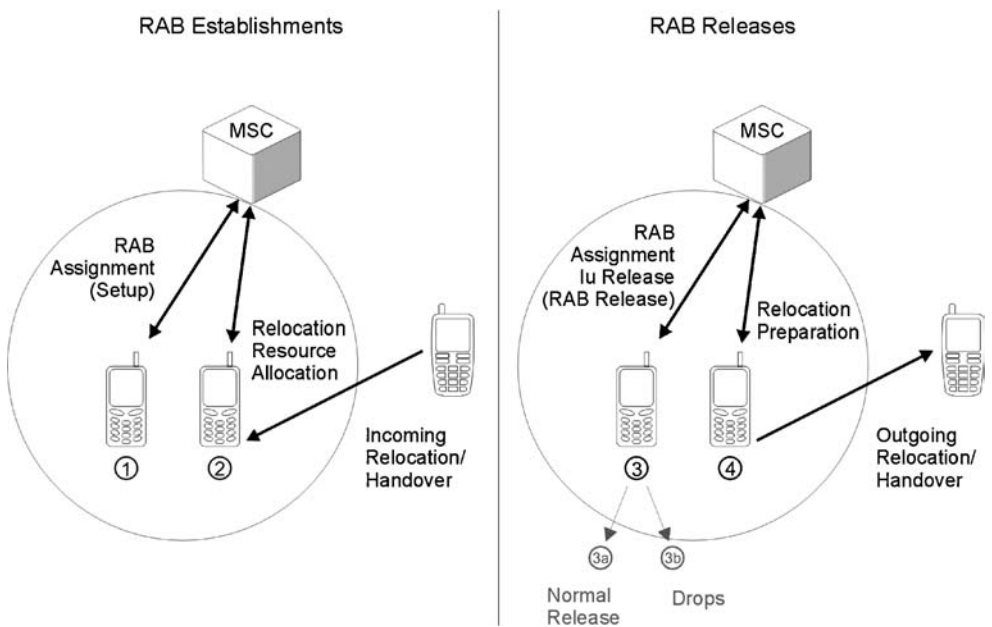 RAB Establishments
MSC
RAB
Assignment
(Setup)
Relocation
Resource
Allocation
1
2
Incoming
Relocation/
Handover
RAB Releases
MSC
RAB
Assignment
Iu Release
(RAB Release)
Relocation
Preparation
3
4
Outgoing
Relocation/
Handover
3a
3b
Normal
Release
Drops